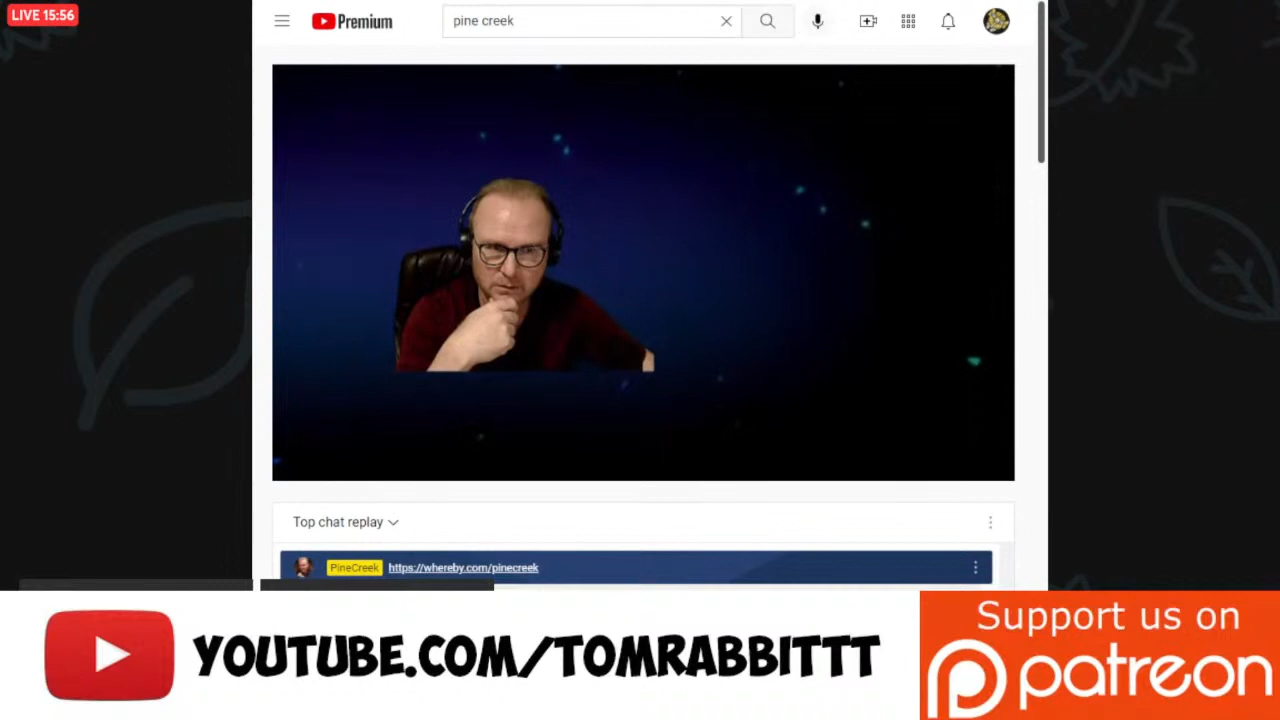 LIVE 15:56
Premium
pine creek
Top chat replay
PineCreek https://whereby.com/pinecreek
YOUTUBE.COM/TOMRABBITTT
Support us on
patreon